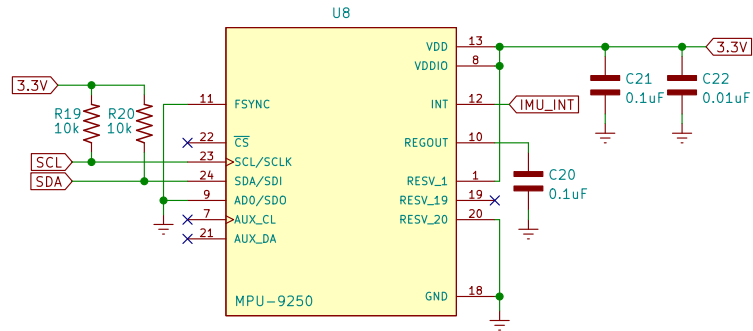 U8
13 VDD 3.3V
8 VDDIO
3.3V
11 FSYNC
12 INT IMU_INT
C21 0.1uF
C22 0.01uF
R19 10k
R20 10k
22 CS
10 REGOUT
SCL 23 SCL/SCLK
SDA 24 SDA/SDI
1 RESV_1
C20 0.1uF
9 AD0/SDO
19 RESV_19
7 AUX_CL
20 RESV_20
21 AUX_DA
18 GND
MPU-9250